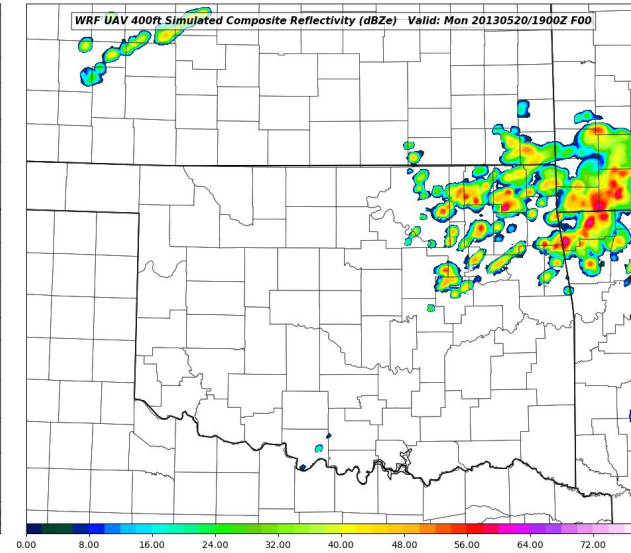 WRF UAV 400ft Simulated Composite Reflectivity (dBZe)   Valid: Mon 20130520/1900Z F00
0.00 8.00 16.00 24.00 32.00 40.00 48.00 56.00 64.00 72.00